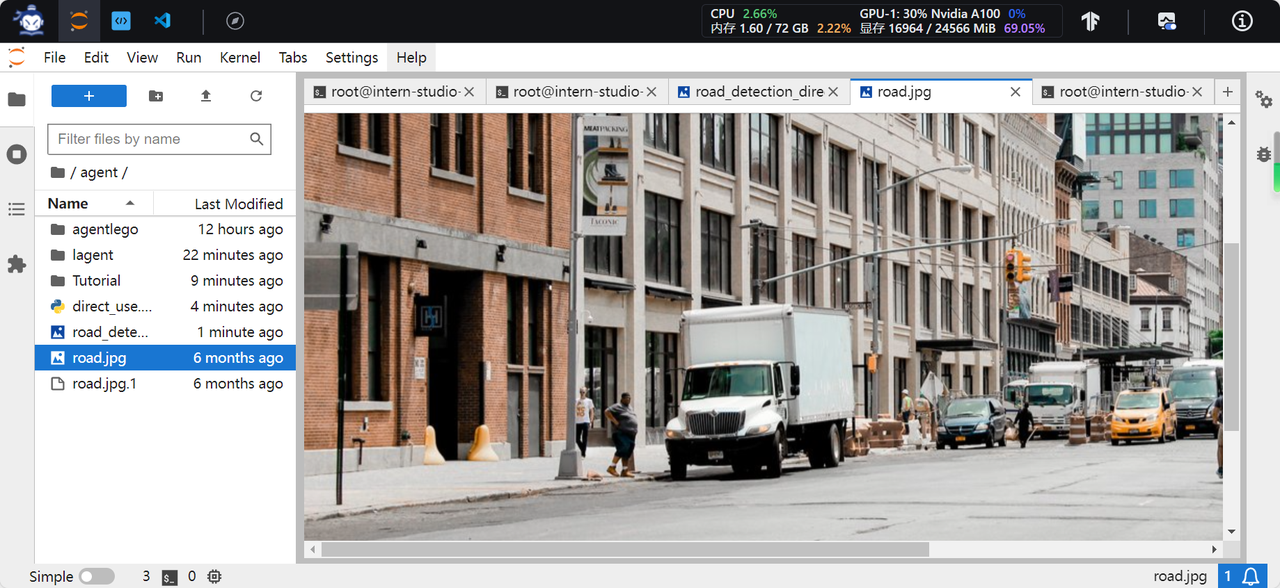 CPU 2.66% GPU-1: 30% Nvidia A100 0%
内存 1.60 / 72 GB 2.22% 显存 16964 / 24566 MiB 69.05%
File Edit View Run Kernel Tabs Settings Help
root@intern-studio- root@intern-studio- road_detection_dire road.jpg root@intern-studio-
Filter files by name
/ agent /
Name Last Modified
agentlego 12 hours ago
lagent 22 minutes ago
Tutorial 9 minutes ago
direct_use.... 4 minutes ago
road_dete... 1 minute ago
road.jpg 6 months ago
road.jpg.1 6 months ago
MEATPACKING
TACONIC
Simple 3 0 road.jpg 1